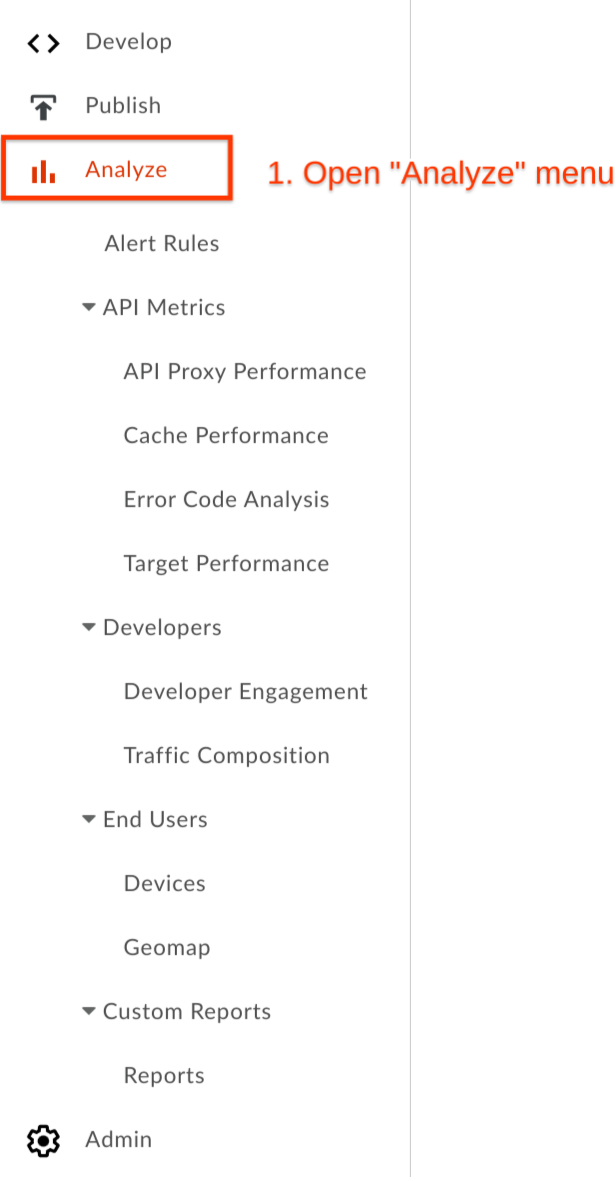 Develop
Publish
Analyze
1. Open "Analyze" menu
Alert Rules
API Metrics
API Proxy Performance
Cache Performance
Error Code Analysis
Target Performance
Developers
Developer Engagement
Traffic Composition
End Users
Devices
Geomap
Custom Reports
Reports
Admin